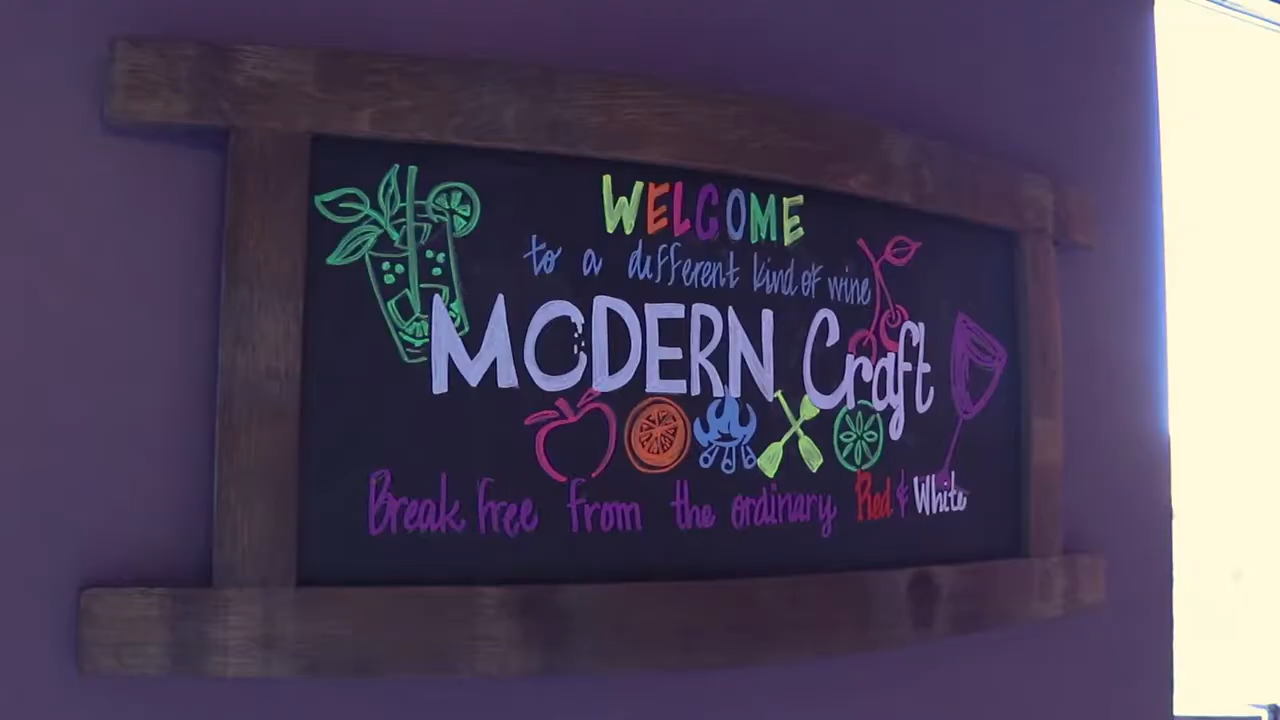 WELCOME
to a different kind of wine
MODERN Craft
Break free from the ordinary Red & White